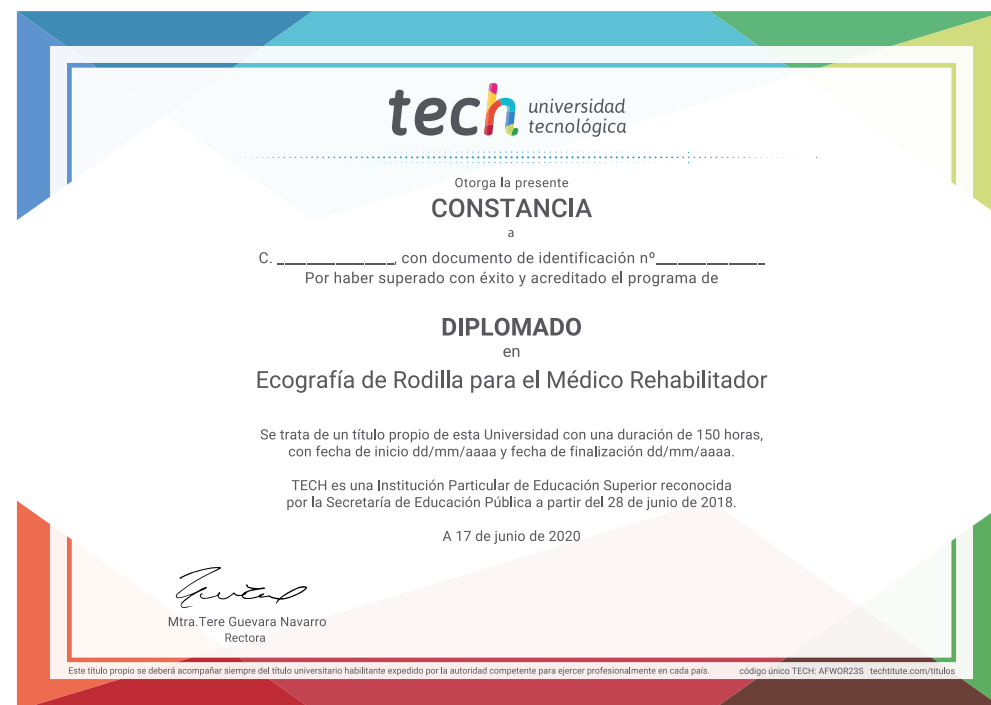 tech universidad
tecnológica
Otorga la presente
CONSTANCIA
a
C. ______________, con documento de identificación nº_____________
Por haber superado con éxito y acreditado el programa de
DIPLOMADO
en
Ecografía de Rodilla para el Médico Rehabilitador
Se trata de un título propio de esta Universidad con una duración de 150 horas,
con fecha de inicio dd/mm/aaaa y fecha de finalización dd/mm/aaaa.
TECH es una Institución Particular de Educación Superior reconocida
por la Secretaría de Educación Pública a partir del 28 de junio de 2018.
A 17 de junio de 2020
Mtra.Tere Guevara Navarro
Rectora
Este título propio se deberá acompañar siempre del título universitario habilitante expedido por la autoridad competente para ejercer profesionalmente en cada país. código único TECH: AFWOR23S techtitute.com/titulos